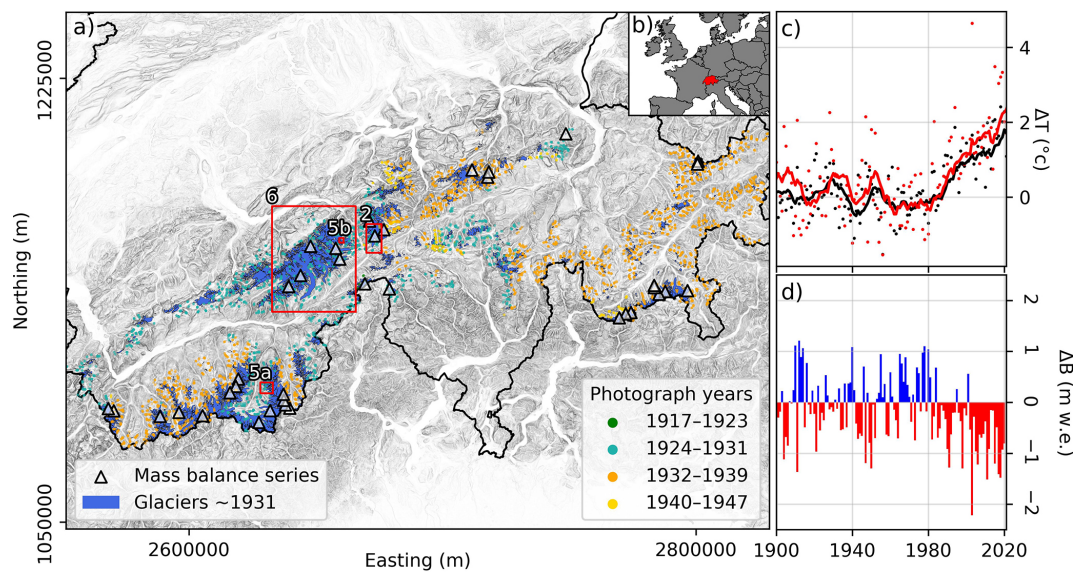 a)
b)
c)
1225000
1050000
Northing (m)
6
5b
2
5a
Mass balance series
Glaciers ~1931
Photograph years
1917–1923
1924–1931
1932–1939
1940–1947
2600000
2800000
Easting (m)
4
2
0
ΔT (°c)
d)
2
1
0
−1
−2
ΔB (m w.e.)
1900
1940
1980
2020